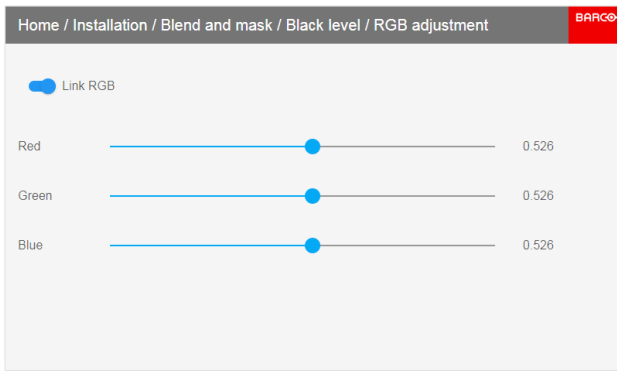 Home / Installation / Blend and mask / Black level / RGB adjustment
BARCO
Link RGB
Red 0.526
Green 0.526
Blue 0.526